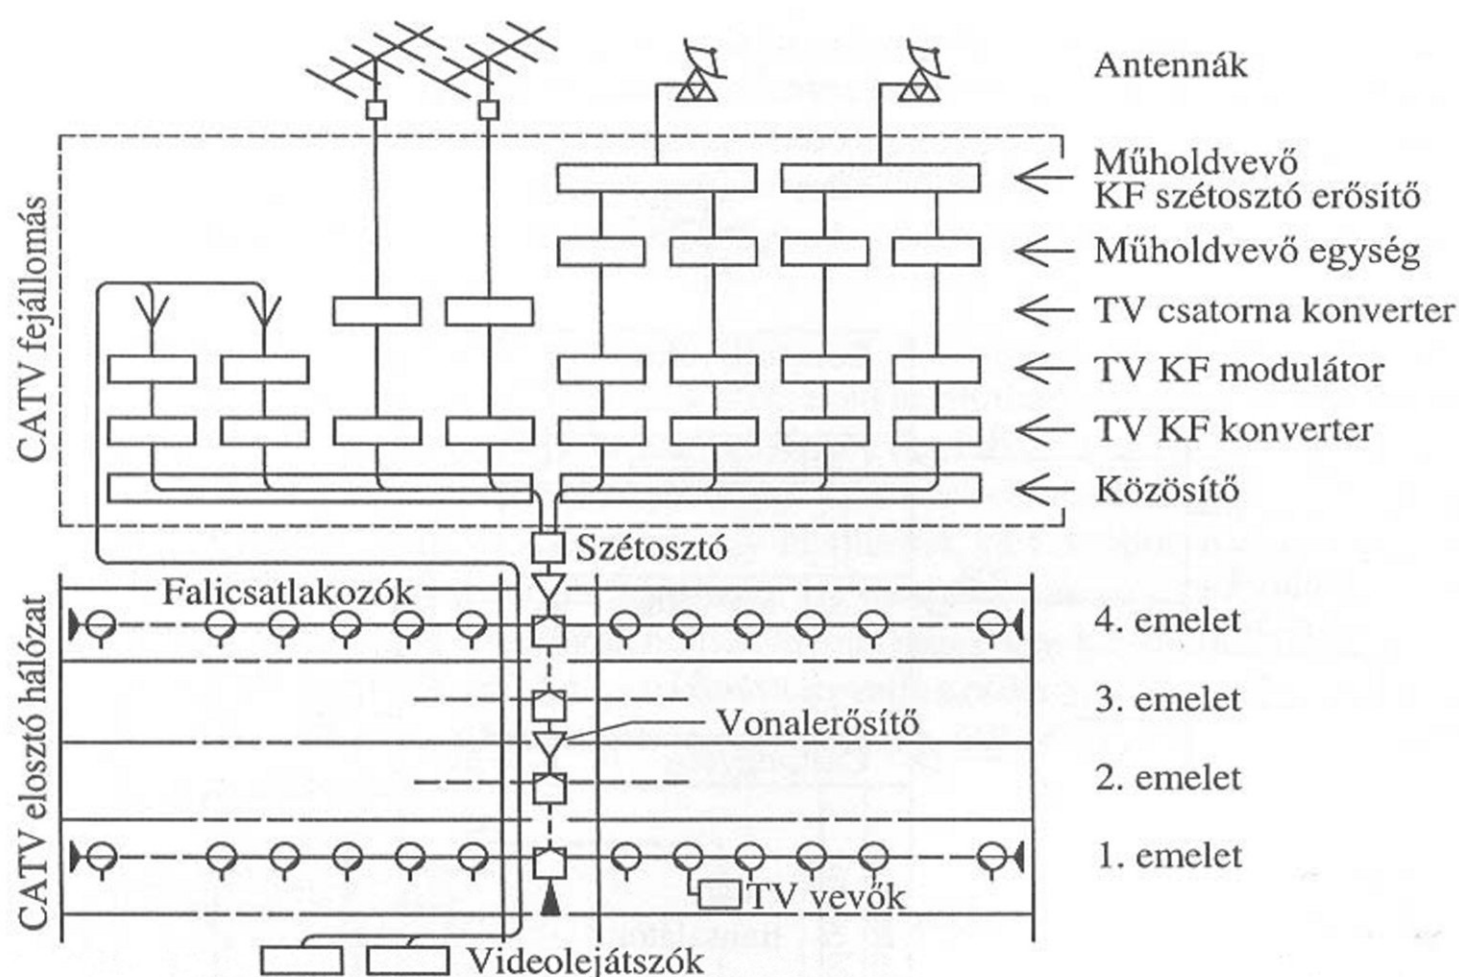 Antennák
Műholdvevő
KF szétosztó erősítő
Műholdvevő egység
TV csatorna konverter
TV KF modulátor
TV KF konverter
Közösítő
CATV fejállomás
Szétosztó
Falicsatlakozók
4. emelet
3. emelet
Vonalerősítő
2. emelet
1. emelet
TV vevők
CATV elosztó hálózat
Videolejátszók